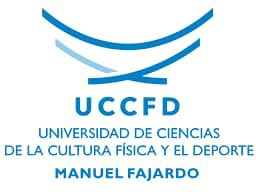 UCCFD
UNIVERSIDAD DE CIENCIAS
DE LA CULTURA FÍSICA Y EL DEPORTE
MANUEL FAJARDO